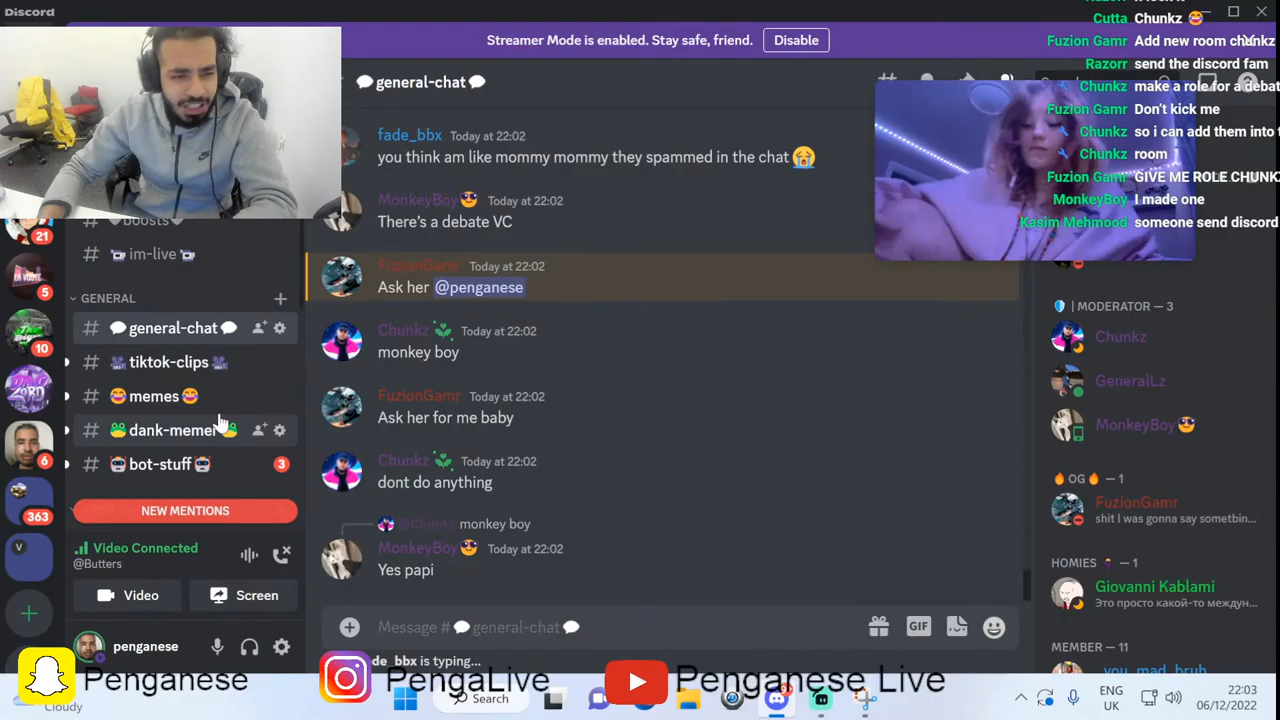 Discord
Streamer Mode is enabled. Stay safe, friend.
Disable
general-chat
fade_bbx Today at 22:02
you think am like mommy mommy they spammed in the chat
MonkeyBoy Today at 22:02
There's a debate VC
FuzionGamr Today at 22:02
Ask her @penganese
Chunkz Today at 22:02
monkey boy
FuzionGamr Today at 22:02
Ask her for me baby
Chunkz Today at 22:02
dont do anything
@Chunkz monkey boy
MonkeyBoy Today at 22:02
Yes papi
Message # general-chat
GIF
de_bbx is typing...
Cutta Chunkz
Fuzion Gamr Add new room chunkz
Razorr send the discord fam
Chunkz make a role for a debat
Fuzion Gamr Don't kick me
Chunkz so i can add them into t
Chunkz room
Fuzion Gamr GIVE ME ROLE CHUNKZ
MonkeyBoy I made one
Kasim Mehmood someone send discord
21
5
10
6
363
V
boosts
im-live
GENERAL
general-chat
tiktok-clips
memes
dank-memer
bot-stuff
3
NEW MENTIONS
Video Connected
@Butters
Video
Screen
penganese
| MODERATOR — 3
Chunkz
GeneralLz
MonkeyBoy
OG — 1
FuzionGamr
shit I was gonna say sometbin...
HOMIES — 1
Giovanni Kablami
Это просто какой-то междун...
MEMBER — 11
_you_mad_bruh_
Penganese
PengaLive
Penganese Live
Cloudy
Search
ENG
UK
22:03
06/12/2022